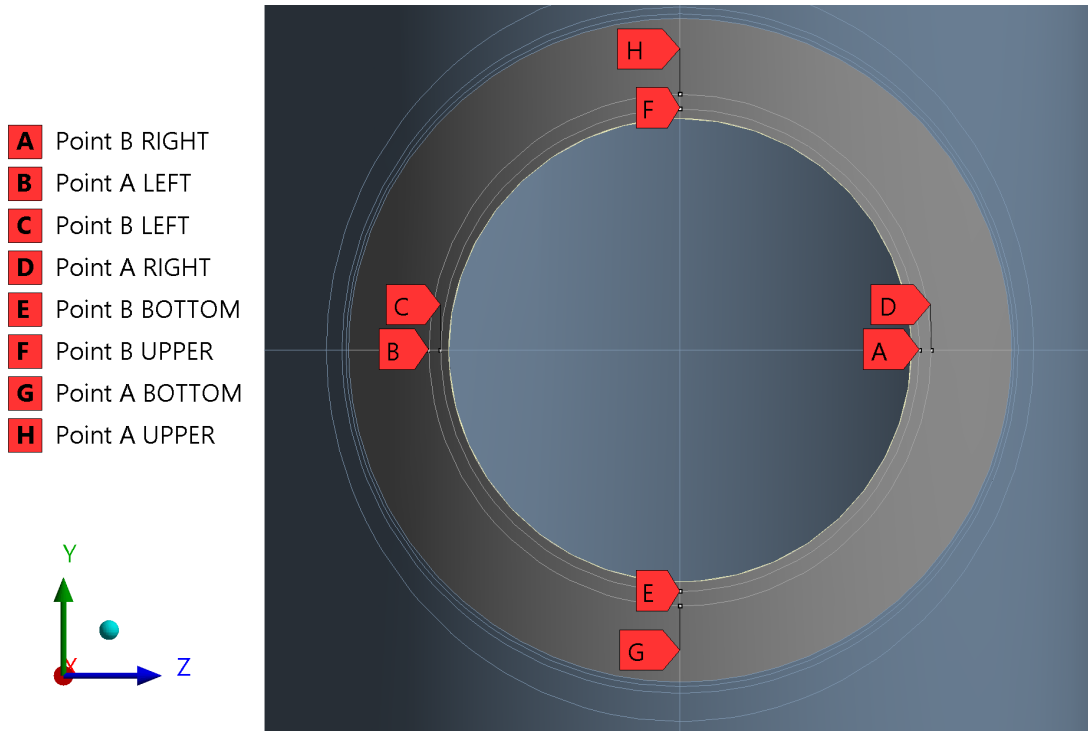 A Point B RIGHT
B Point A LEFT
C Point B LEFT
D Point A RIGHT
E Point B BOTTOM
F Point B UPPER
G Point A BOTTOM
H Point A UPPER
Y
X
Z
H
F
C
D
B
A
E
G